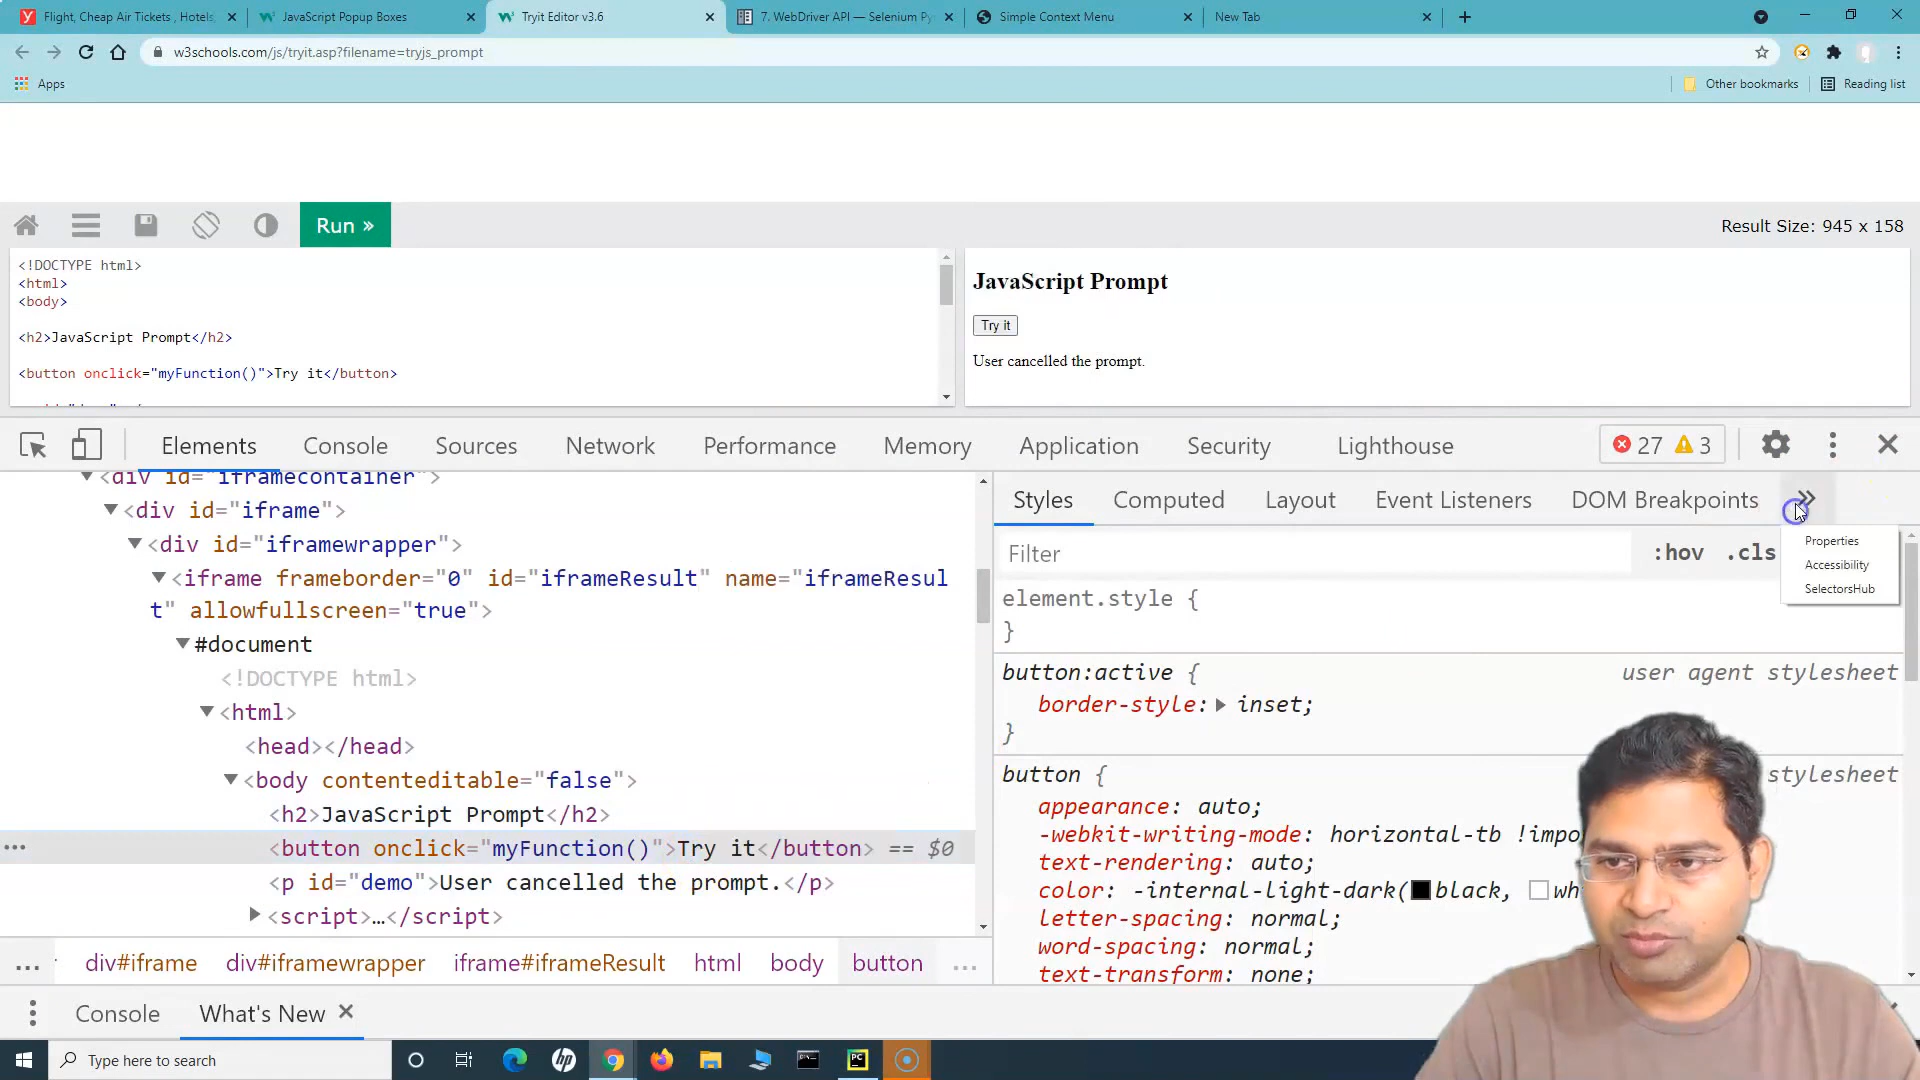 Flight, Cheap Air Tickets , Hotels,
JavaScript Popup Boxes
Tryit Editor v3.6
7. WebDriver API — Selenium Py
Simple Context Menu
New Tab
w3schools.com/js/tryit.asp?filename=tryjs_prompt
Apps
Other bookmarks
Reading list
Run »
Result Size: 945 x 158
<!DOCTYPE html>
<html>
<body>
<h2>JavaScript Prompt</h2>
<button onclick="myFunction()">Try it</button>
JavaScript Prompt
Try it
User cancelled the prompt.
Elements Console Sources Network Performance Memory Application Security Lighthouse
27 3
<div id="iframecontainer">
<div id="iframe">
<div id="iframewrapper">
<iframe frameborder="0" id="iframeResult" name="iframeResul
t" allowfullscreen="true">
#document
<!DOCTYPE html>
<html>
<head></head>
<body contenteditable="false">
<h2>JavaScript Prompt</h2>
<button onclick="myFunction()">Try it</button> == $0
<p id="demo">User cancelled the prompt.</p>
<script>…</script>
... div#iframe div#iframewrapper iframe#iframeResult html body button ...
Styles Computed Layout Event Listeners DOM Breakpoints »
Properties
Accessibility
SelectorsHub
Filter
:hov .cls
element.style {
}
button:active { user agent stylesheet
border-style: inset;
}
button { stylesheet
appearance: auto;
-webkit-writing-mode: horizontal-tb !impo
text-rendering: auto;
color: -internal-light-dark( black, wh
letter-spacing: normal;
word-spacing: normal;
text-transform: none;
Console What's New
Type here to search